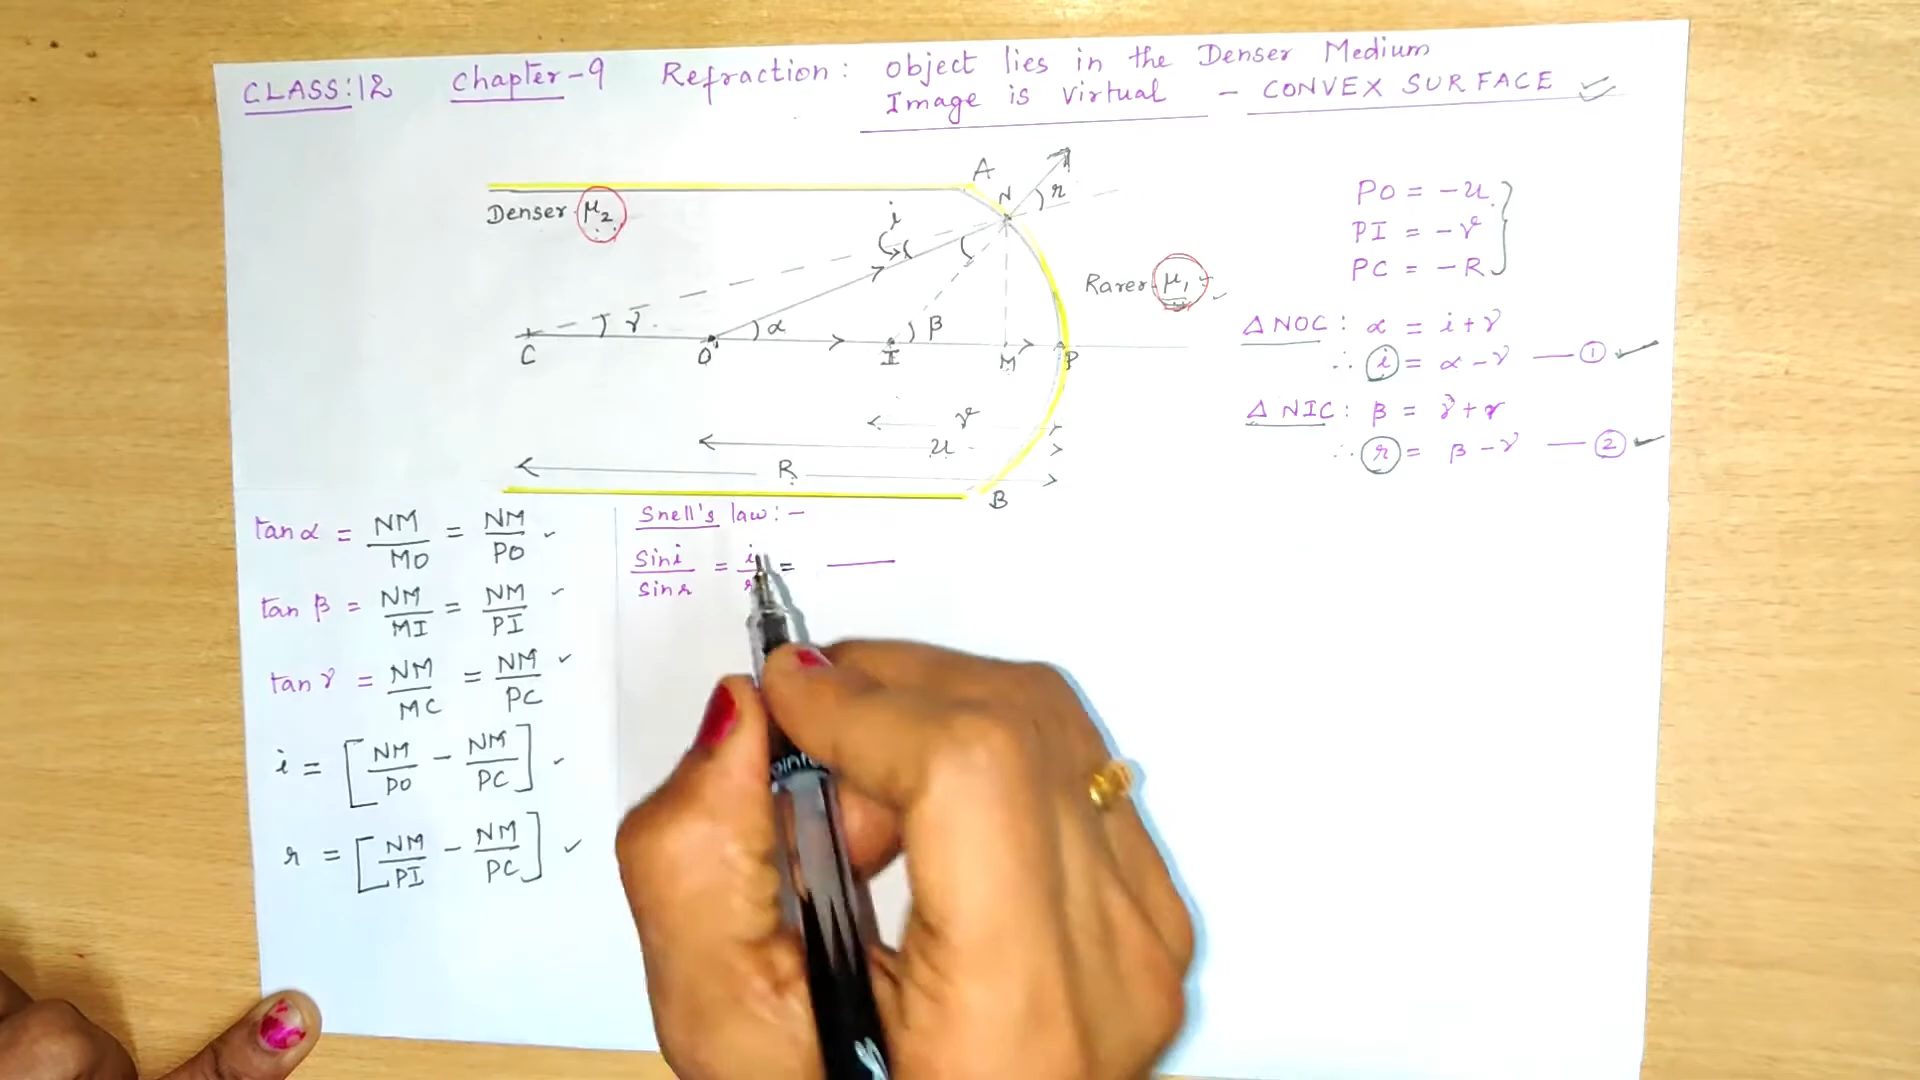 CLASS:12 Chapter-9 Refraction: object lies in the Denser Medium
Image is virtual - CONVEX SURFACE
A
N
r
i
Denser μ₂
Rarer μ₁
γ
α
β
C
O
I
M
P
v
u
R
B
PO = -u
PI = -v
PC = -R
Δ NOC : α = i+γ
∴ i = α-γ — ①
Δ NIC : β = γ+r
∴ r = β-γ — ②
tan α = NM/MO = NM/PO
tan β = NM/MI = NM/PI
tan γ = NM/MC = NM/PC
i = [NM/PO - NM/PC]
r = [NM/PI - NM/PC]
Snell's law:-
Sin i/Sin r = i/r =